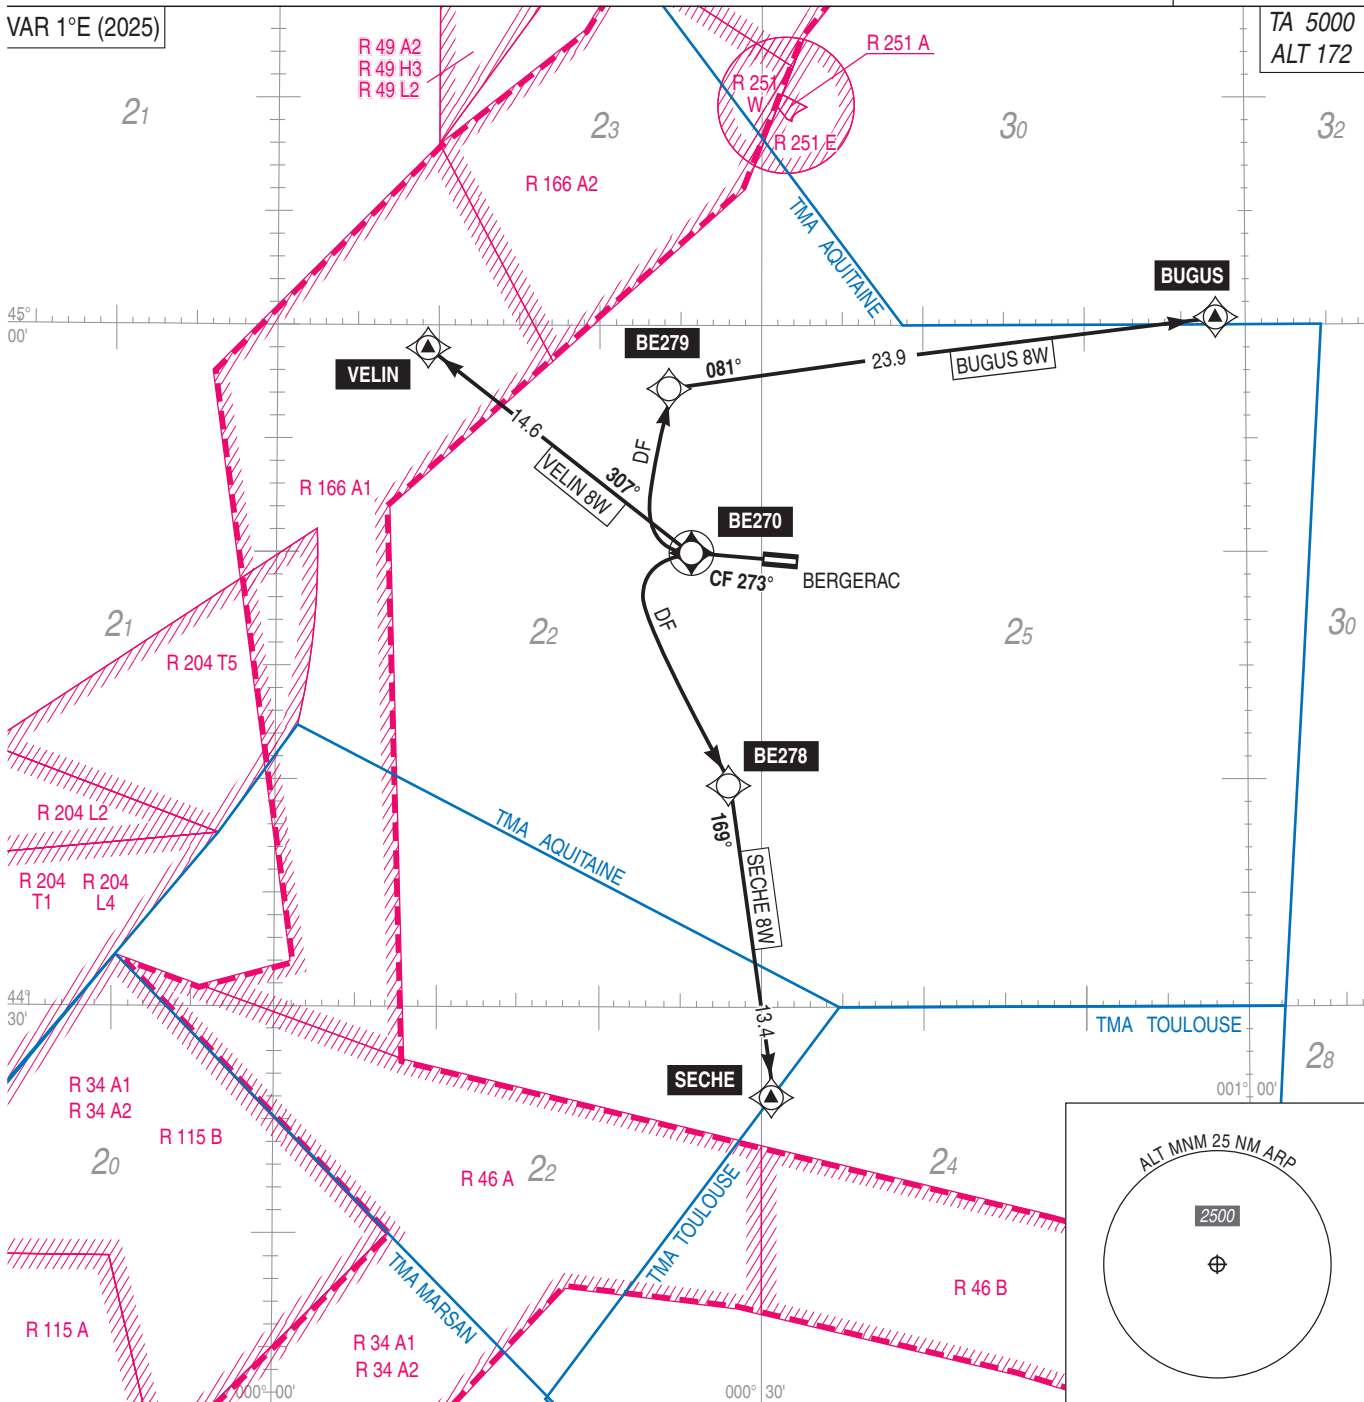 VAR 1°E (2025)
TA 5000
ALT 172
R 49 A2
R 49 H3
R 49 L2
R 251 A
R 251
W
R 251 E
21
23
30
32
R 166 A2
TMA AQUITAINE
BUGUS
45°
00'
BE279
VELIN
081°
23.9
BUGUS 8W
14.6
DF
307°
VELIN 8W
R 166 A1
BE270
CF 273°
BERGERAC
21
22
25
30
DF
R 204 T5
BE278
R 204 L2
TMA AQUITAINE
169°
R 204
T1
R 204
L4
SECHE 8W
44°
30'
13.4
TMA TOULOUSE
28
SECHE
001° 00'
R 34 A1
R 34 A2
R 115 B
20
R 46 A
22
24
ALT MNM 25 NM ARP
2500
TMA TOULOUSE
TMA MARSAN
R 46 B
R 115 A
R 34 A1
R 34 A2
000° 00'
000° 30'